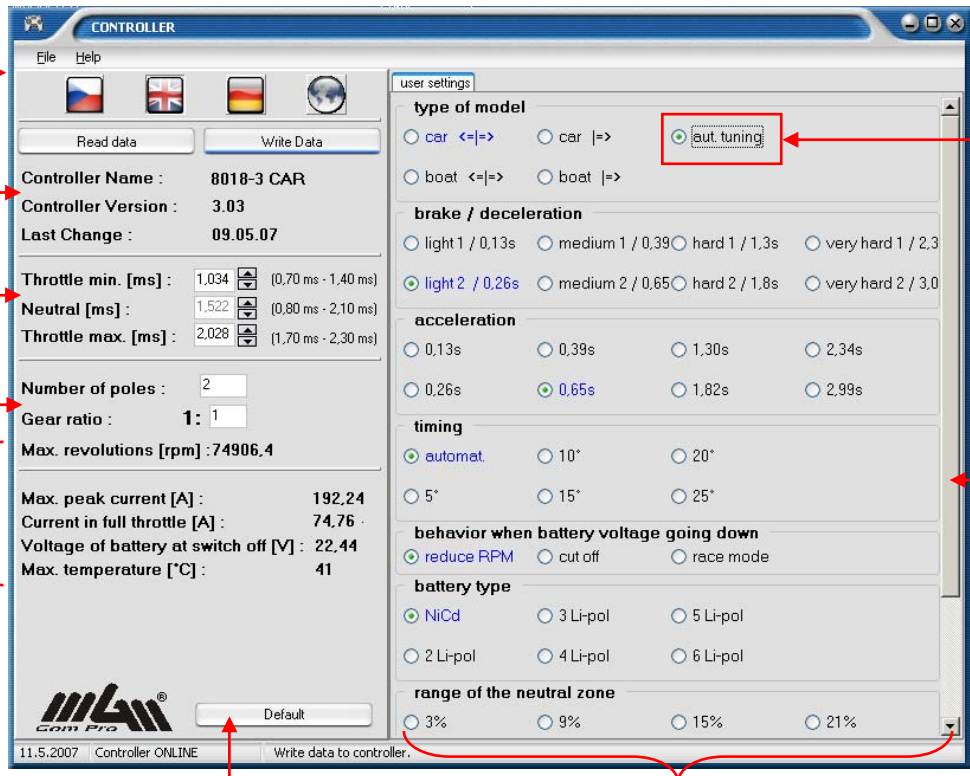 CONTROLLER
File Help
Read data Write Data
Controller Name : 8018-3 CAR
Controller Version : 3.03
Last Change : 09.05.07
Throttle min. [ms] : 1,034 (0,70 ms - 1,40 ms)
Neutral [ms] : 1,522 (0,80 ms - 2,10 ms)
Throttle max. [ms] : 2,028 (1,70 ms - 2,30 ms)
Number of poles : 2
Gear ratio : 1: 1
Max. revolutions [rpm] :74906,4
Max. peak current [A] : 192,24
Current in full throttle [A] : 74,76
Voltage of battery at switch off [V] : 22,44
Max. temperature [°C] : 41
mgm ®
Com Pro
Default
user settings
type of model
car <=|=> car |=> aut. tuning
boat <=|=> boat |=>
brake / deceleration
light 1 / 0,13s medium 1 / 0,39 hard 1 / 1,3s very hard 1 / 2,3
light 2 / 0,26s medium 2 / 0,65 hard 2 / 1,8s very hard 2 / 3,0
acceleration
0,13s 0,39s 1,30s 2,34s
0,26s 0,65s 1,82s 2,99s
timing
automat. 10° 20°
5° 15° 25°
behavior when battery voltage going down
reduce RPM cut off race mode
battery type
NiCd 3 Li-pol 5 Li-pol
2 Li-pol 4 Li-pol 6 Li-pol
range of the neutral zone
3% 9% 15% 21%
11.5.2007 Controller ONLINE Write data to controller.